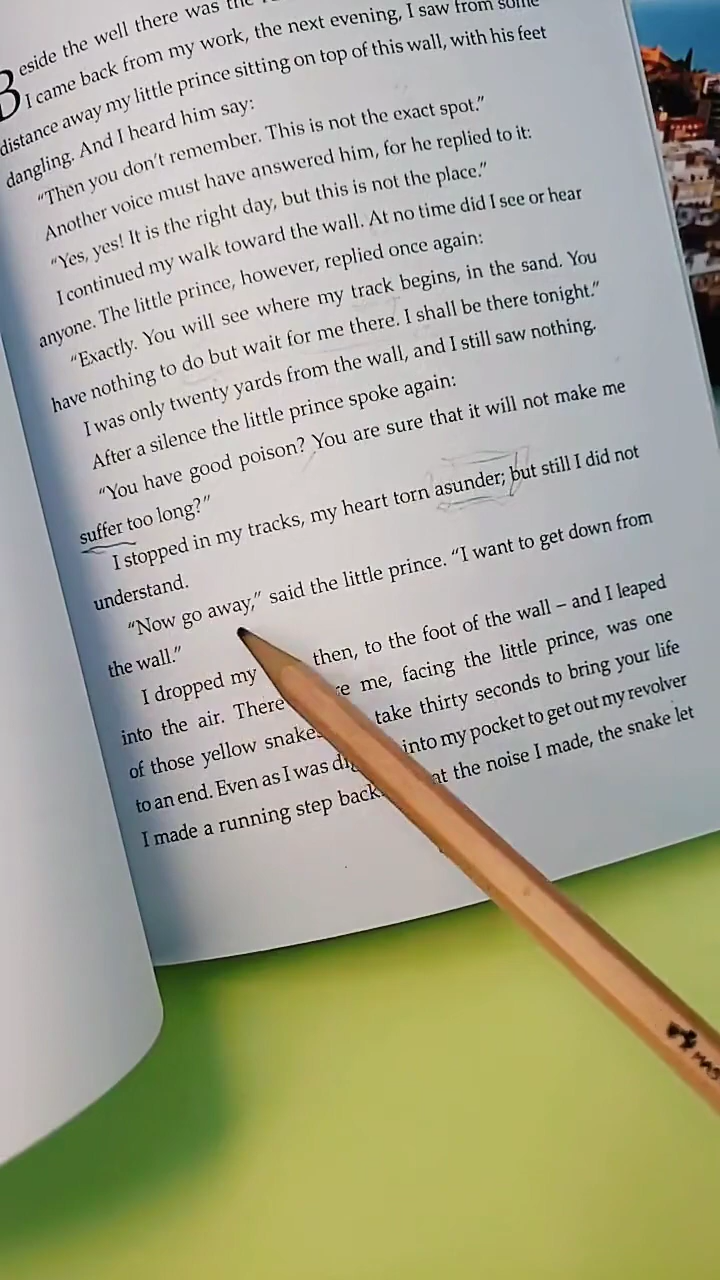 Beside the well there was the
I came back from my work, the next evening, I saw from some
distance away my little prince sitting on top of this wall, with his feet
dangling. And I heard him say:
“Then you don't remember. This is not the exact spot.”
Another voice must have answered him, for he replied to it:
“Yes, yes! It is the right day, but this is not the place.”
I continued my walk toward the wall. At no time did I see or hear
anyone. The little prince, however, replied once again:
“Exactly. You will see where my track begins, in the sand. You
have nothing to do but wait for me there. I shall be there tonight.”
I was only twenty yards from the wall, and I still saw nothing.
After a silence the little prince spoke again:
“You have good poison? You are sure that it will not make me
suffer too long?”
I stopped in my tracks, my heart torn asunder; but still I did not
understand.
“Now go away,” said the little prince. “I want to get down from
the wall.”
I dropped my then, to the foot of the wall – and I leaped
into the air. There me, facing the little prince, was one
of those yellow snakes take thirty seconds to bring your life
to an end. Even as I was into my pocket to get out my revolver
I made a running step back. at the noise I made, the snake let
MAS